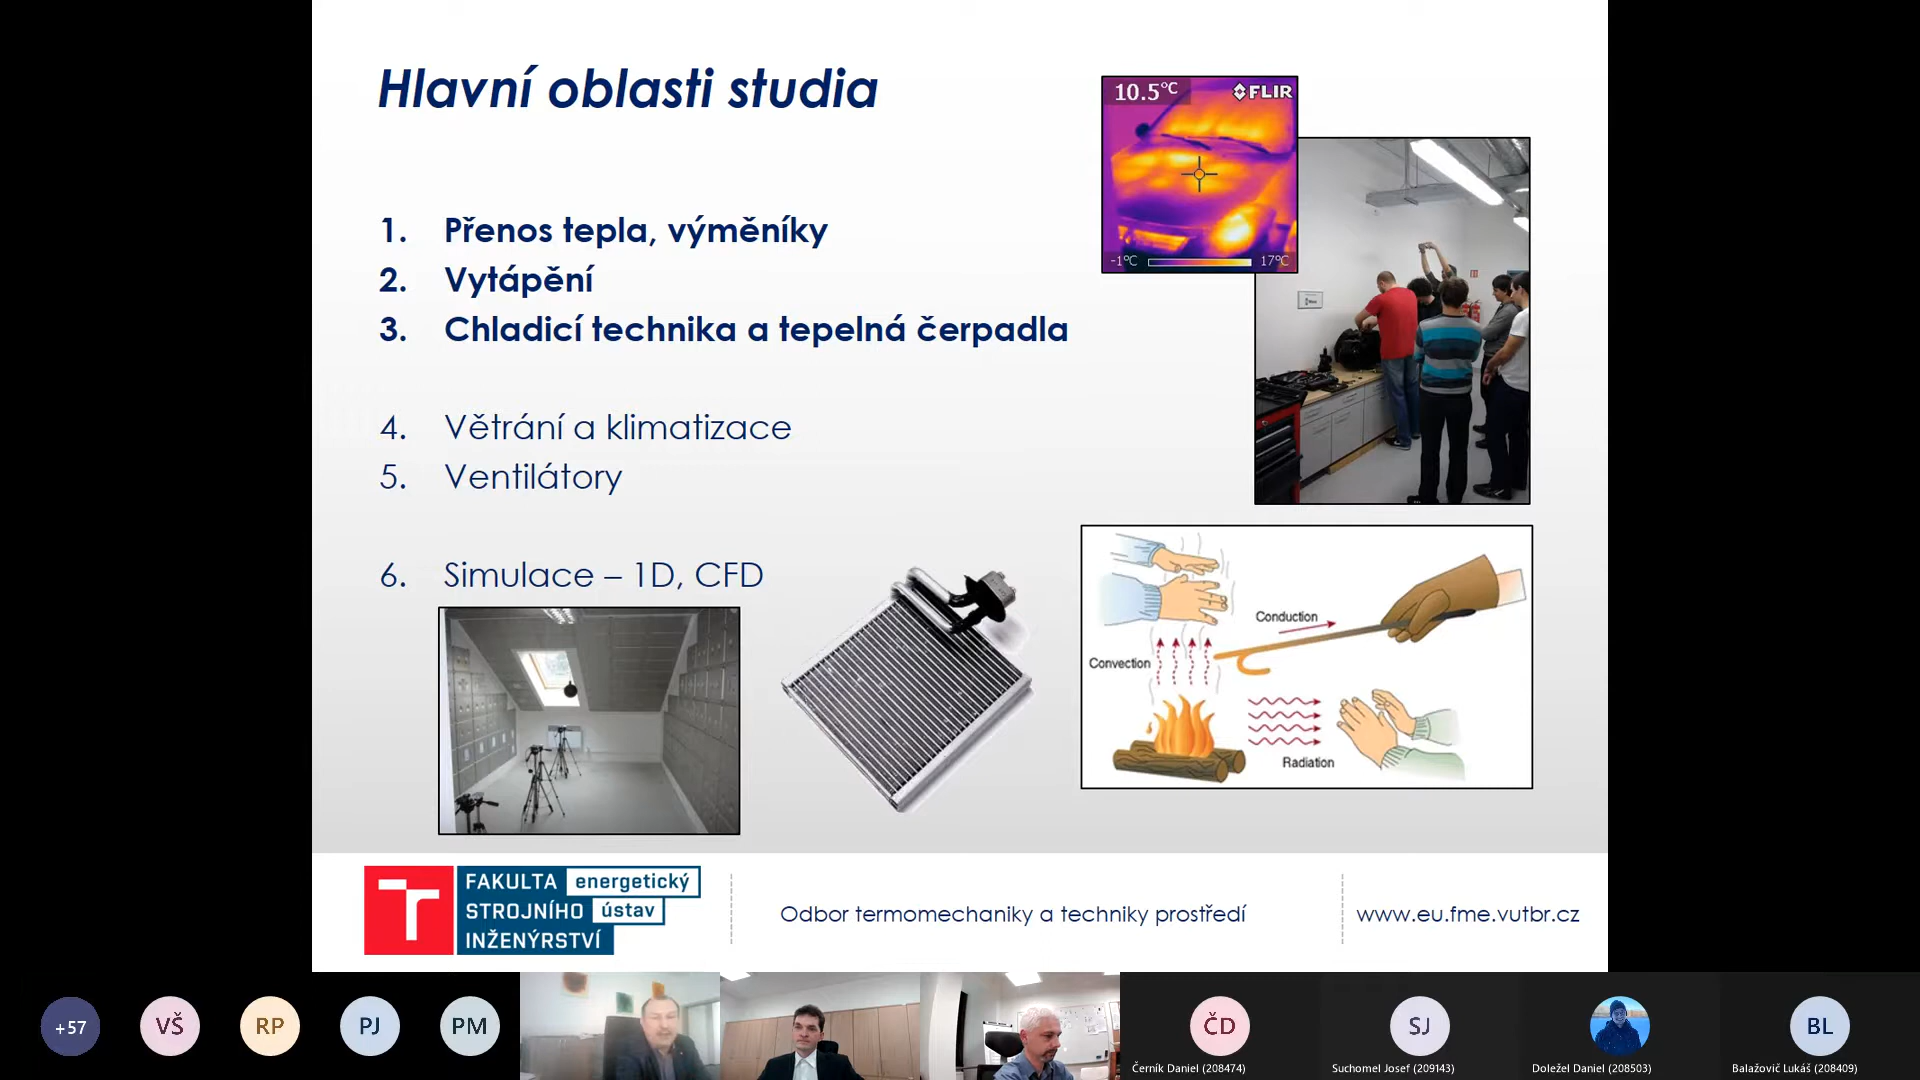 Hlavní oblasti studia
10.5°C
FLIR
-1°C
17°C
1. Přenos tepla, výměníky
2. Vytápění
3. Chladicí technika a tepelná čerpadla
4. Větrání a klimatizace
5. Ventilátory
6. Simulace – 1D, CFD
Conduction
Convection
Radiation
FAKULTA energetický
STROJNÍHO ústav
INŽENÝRSTVÍ
Odbor termomechaniky a techniky prostředí
www.eu.fme.vutbr.cz
+57
VŠ
RP
PJ
PM
ČD
SJ
BL
Černík Daniel (208474)
Suchomel Josef (209143)
Doležel Daniel (208503)
Balažovič Lukáš (208409)